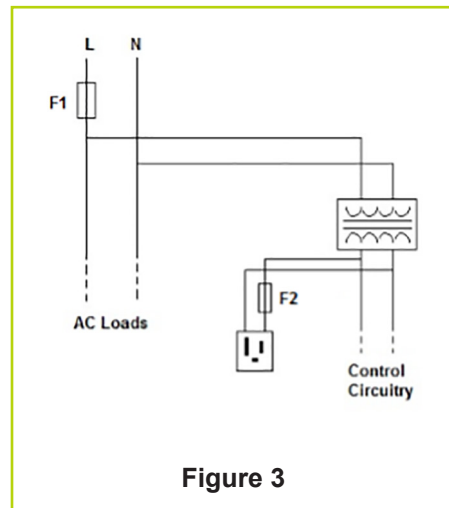 L N
F1
F2
AC Loads
Control
Circuitry
Figure 3